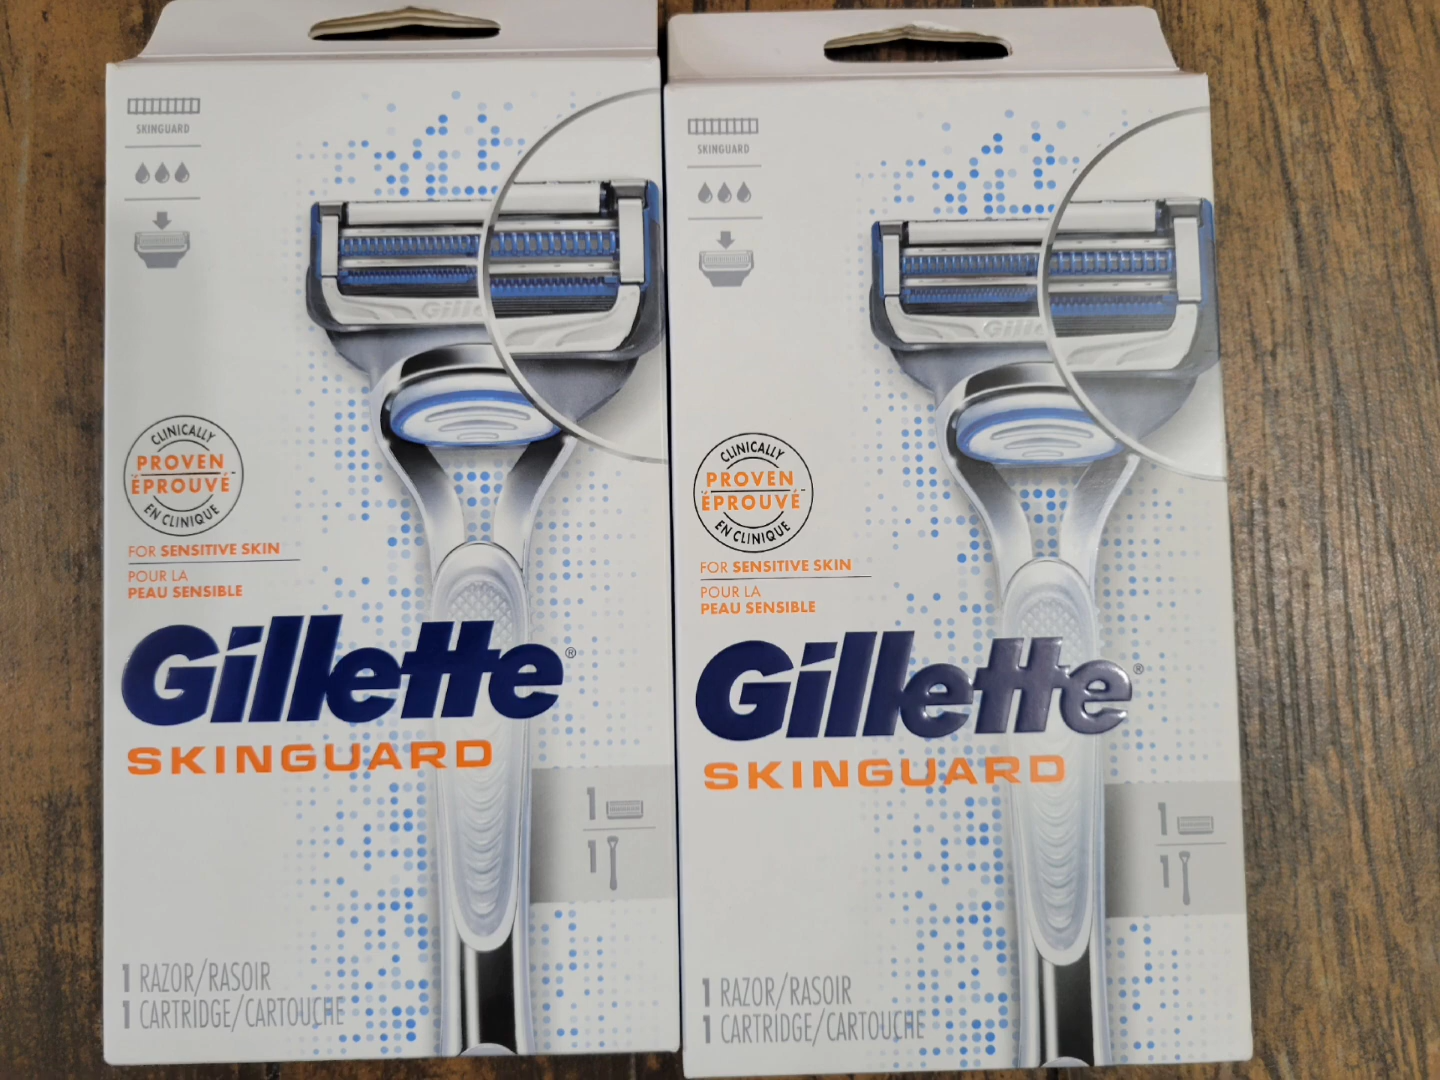 SKINGUARD
CLINICALLY
PROVEN
ÉPROUVÉ
EN CLINIQUE
FOR SENSITIVE SKIN
POUR LA
PEAU SENSIBLE
Gillette®
SKINGUARD
1
1
1 RAZOR/RASOIR
1 CARTRIDGE/CARTOUCHE
SKINGUARD
CLINICALLY
PROVEN
ÉPROUVÉ
EN CLINIQUE
FOR SENSITIVE SKIN
POUR LA
PEAU SENSIBLE
Gillette®
SKINGUARD
1
1
1 RAZOR/RASOIR
1 CARTRIDGE/CARTOUCHE